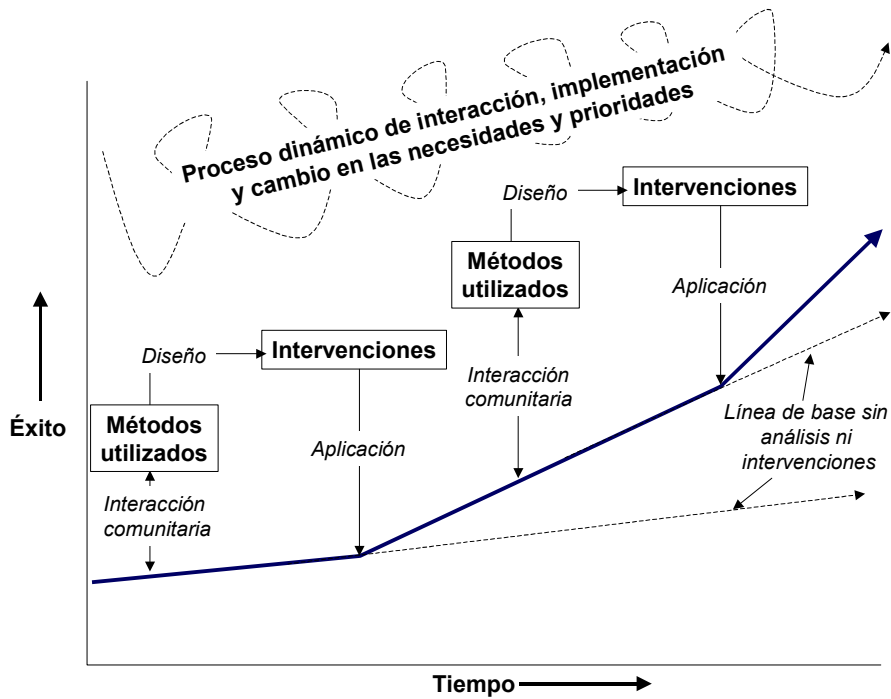 Proceso dinámico de interacción, implementación
y cambio en las necesidades y prioridades
Diseño
Intervenciones
Métodos
utilizados
Aplicación
Interacción
comunitaria
Diseño
Intervenciones
Métodos
utilizados
Aplicación
Interacción
comunitaria
Línea de base sin
análisis ni
intervenciones
Éxito
Tiempo